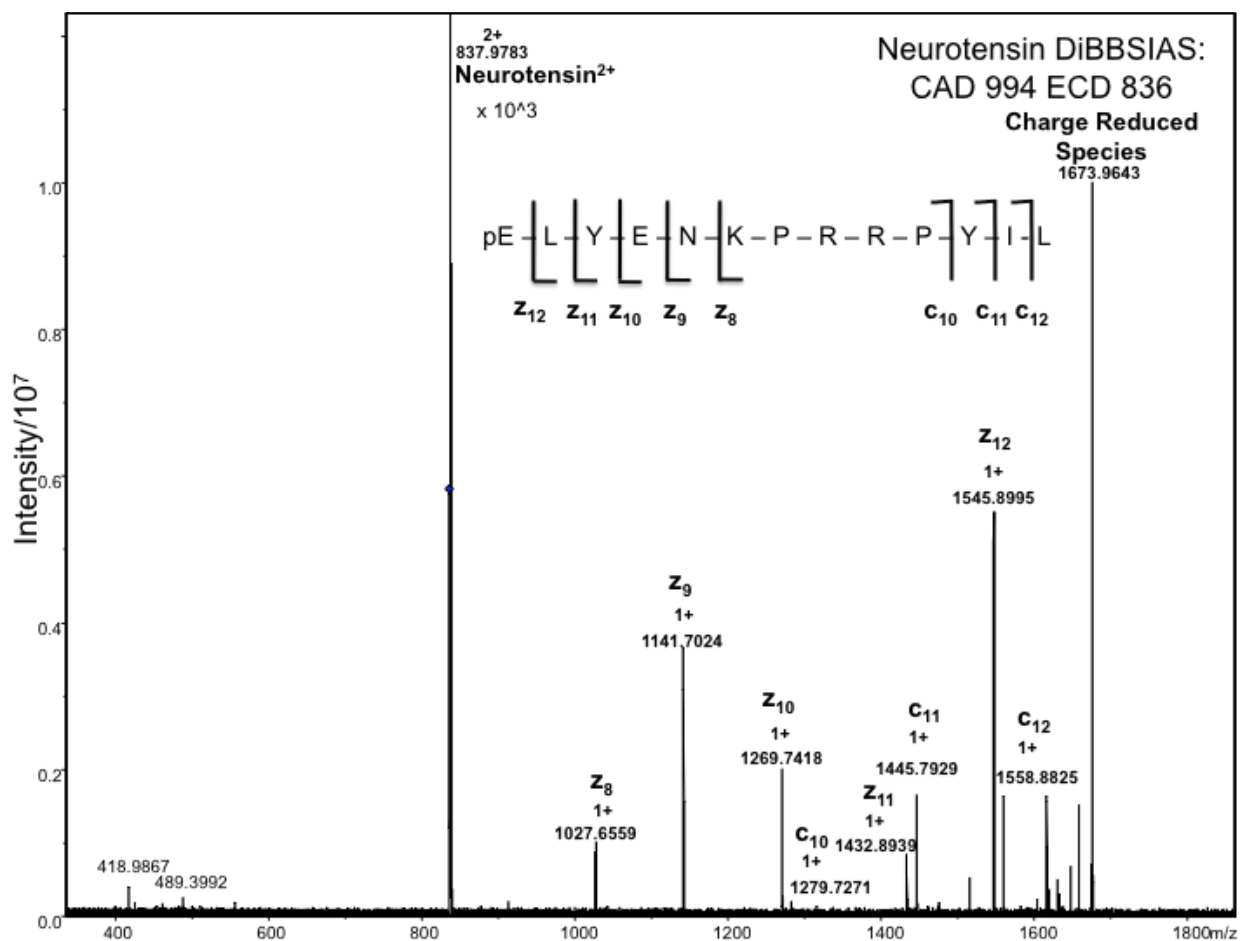 2+
837.9783
Neurotensin²⁺
x 10^3
Neurotensin DiBBSIAS:
CAD 994 ECD 836
Charge Reduced
Species
1673.9643
pE – L – Y – E – N – K – P – R – R – P – Y – I – L
z₁₂ z₁₁ z₁₀ z₉ z₈ c₁₀ c₁₁ c₁₂
z₁₂
1+
1545.8995
z₉
1+
1141.7024
z₁₀
1+
1269.7418
c₁₁
1+
1445.7929
c₁₂
1+
1558.8825
z₈
1+
1027.6559
z₁₁
1+
1432.8939
c₁₀
1+
1279.7271
418.9867
489.3992
Intensity/10⁷
1.0
0.8
0.6
0.4
0.2
0.0
400 600 800 1000 1200 1400 1600 1800 m/z